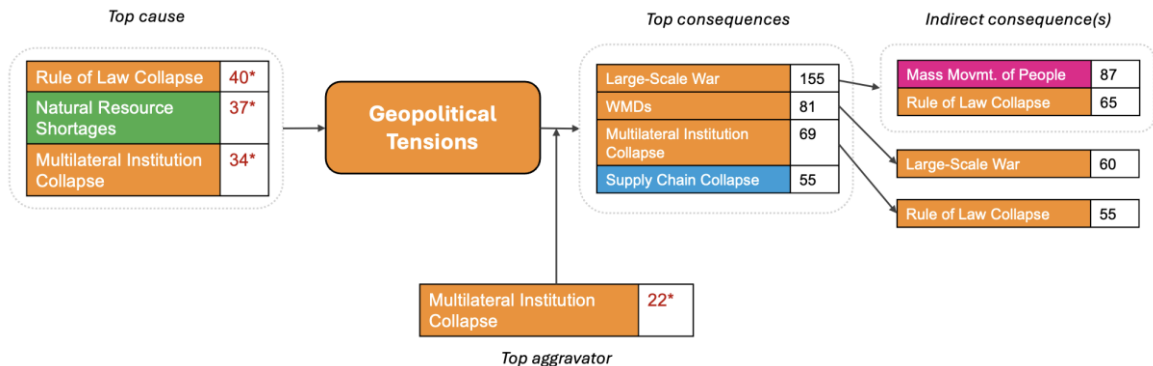 Top cause
Top consequences
Indirect consequence(s)
Rule of Law Collapse 40*
Natural Resource
Shortages 37*
Multilateral Institution
Collapse 34*
Geopolitical
Tensions
Large-Scale War 155
WMDs 81
Multilateral Institution
Collapse 69
Supply Chain Collapse 55
Mass Movmt. of People 87
Rule of Law Collapse 65
Large-Scale War 60
Rule of Law Collapse 55
Multilateral Institution
Collapse 22*
Top aggravator